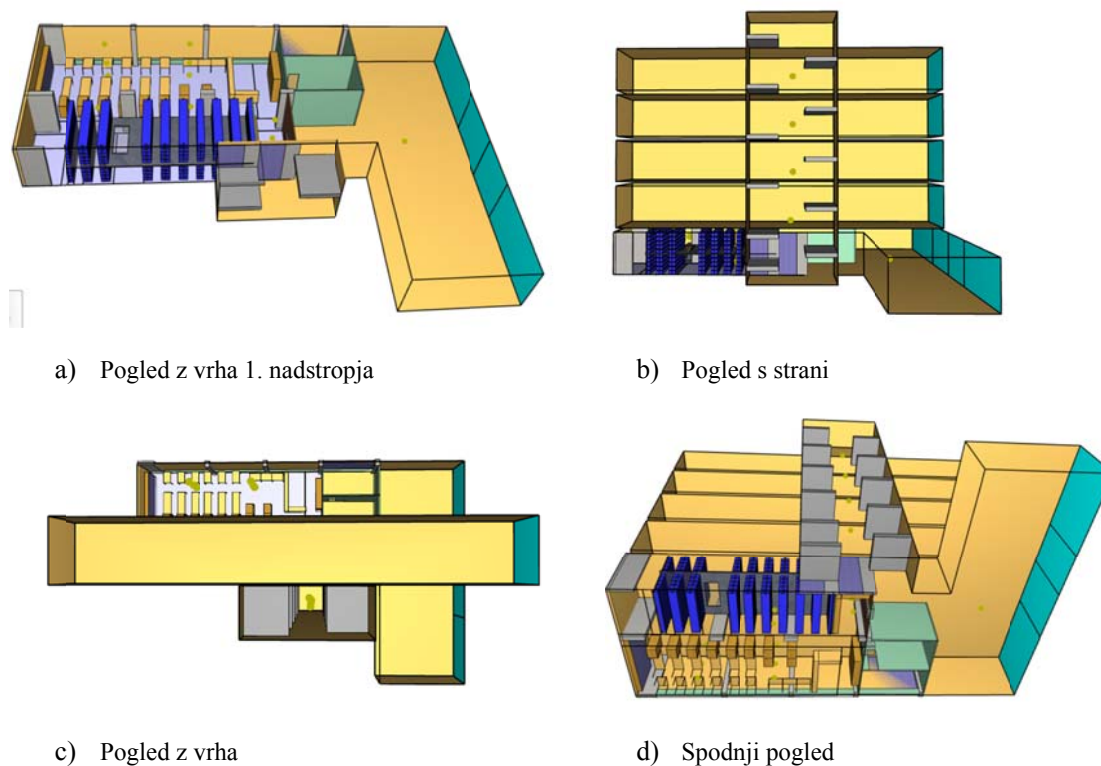 a) Pogled z vrha 1. nadstropja
b) Pogled s strani
c) Pogled z vrha
d) Spodnji pogled